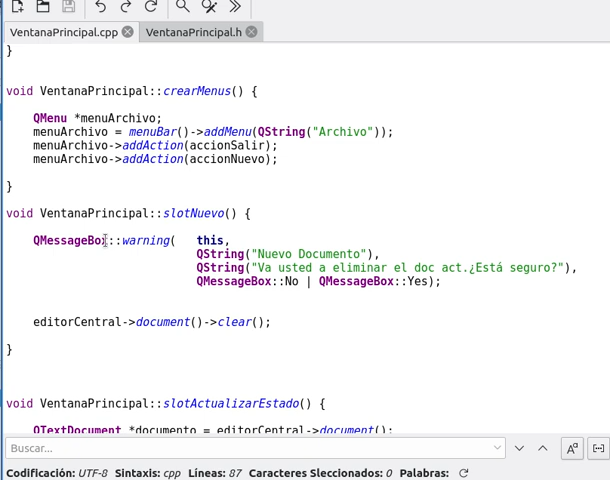 VentanaPrincipal.cpp VentanaPrincipal.h
}
void VentanaPrincipal::crearMenus() {
QMenu *menuArchivo;
menuArchivo = menuBar()->addMenu(QString("Archivo"));
menuArchivo->addAction(accionSalir);
menuArchivo->addAction(accionNuevo);
}
void VentanaPrincipal::slotNuevo() {
QMessageBox::warning( this,
QString("Nuevo Documento"),
QString("Va usted a eliminar el doc act.¿Está seguro?"),
QMessageBox::No | QMessageBox::Yes);
editorCentral->document()->clear();
}
void VentanaPrincipal::slotActualizarEstado() {
QTextDocument *documento = editorCentral->document();
Buscar...
Codificación: UTF-8 Sintaxis: cpp Líneas: 87 Caracteres Sleccionados: 0 Palabras: